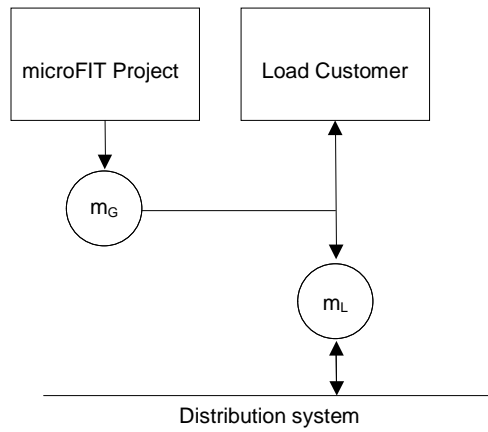 microFIT Project
Load Customer
mG
mL
Distribution system